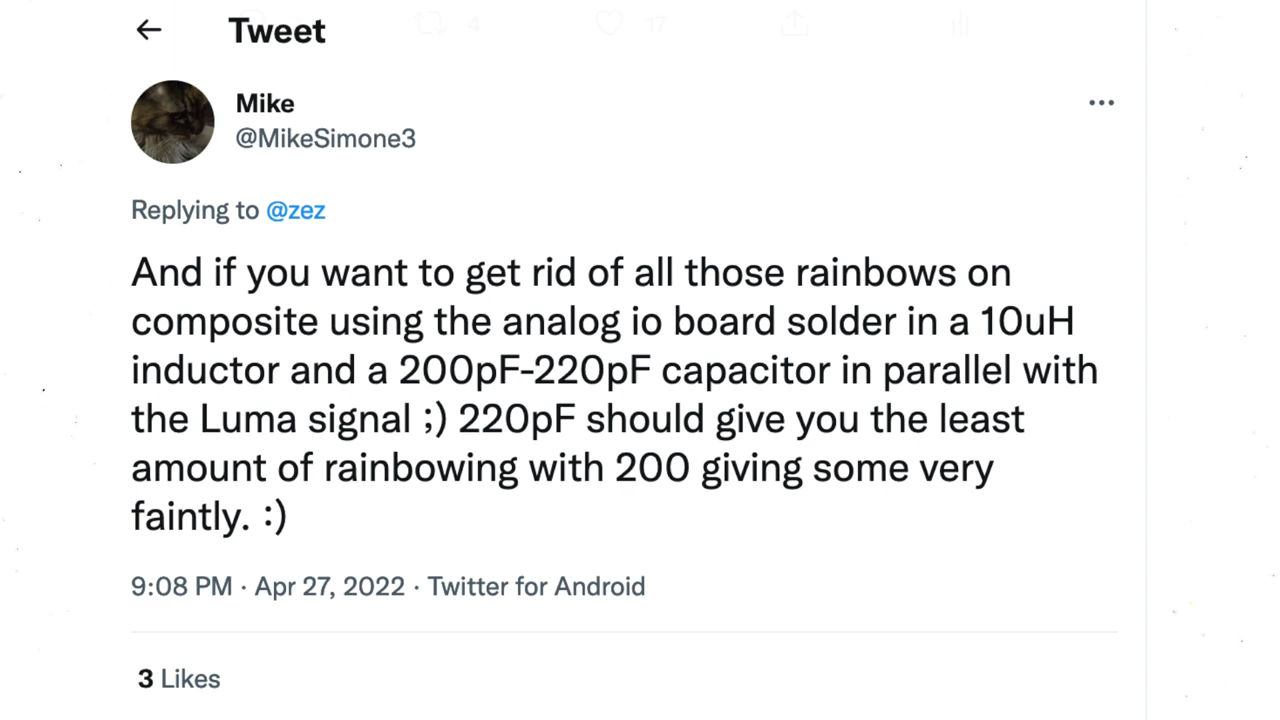 ← Tweet
4 17
Mike
@MikeSimone3
Replying to @zez
And if you want to get rid of all those rainbows on
composite using the analog io board solder in a 10uH
inductor and a 200pF-220pF capacitor in parallel with
the Luma signal ;) 220pF should give you the least
amount of rainbowing with 200 giving some very
faintly. :)
9:08 PM · Apr 27, 2022 · Twitter for Android
3 Likes